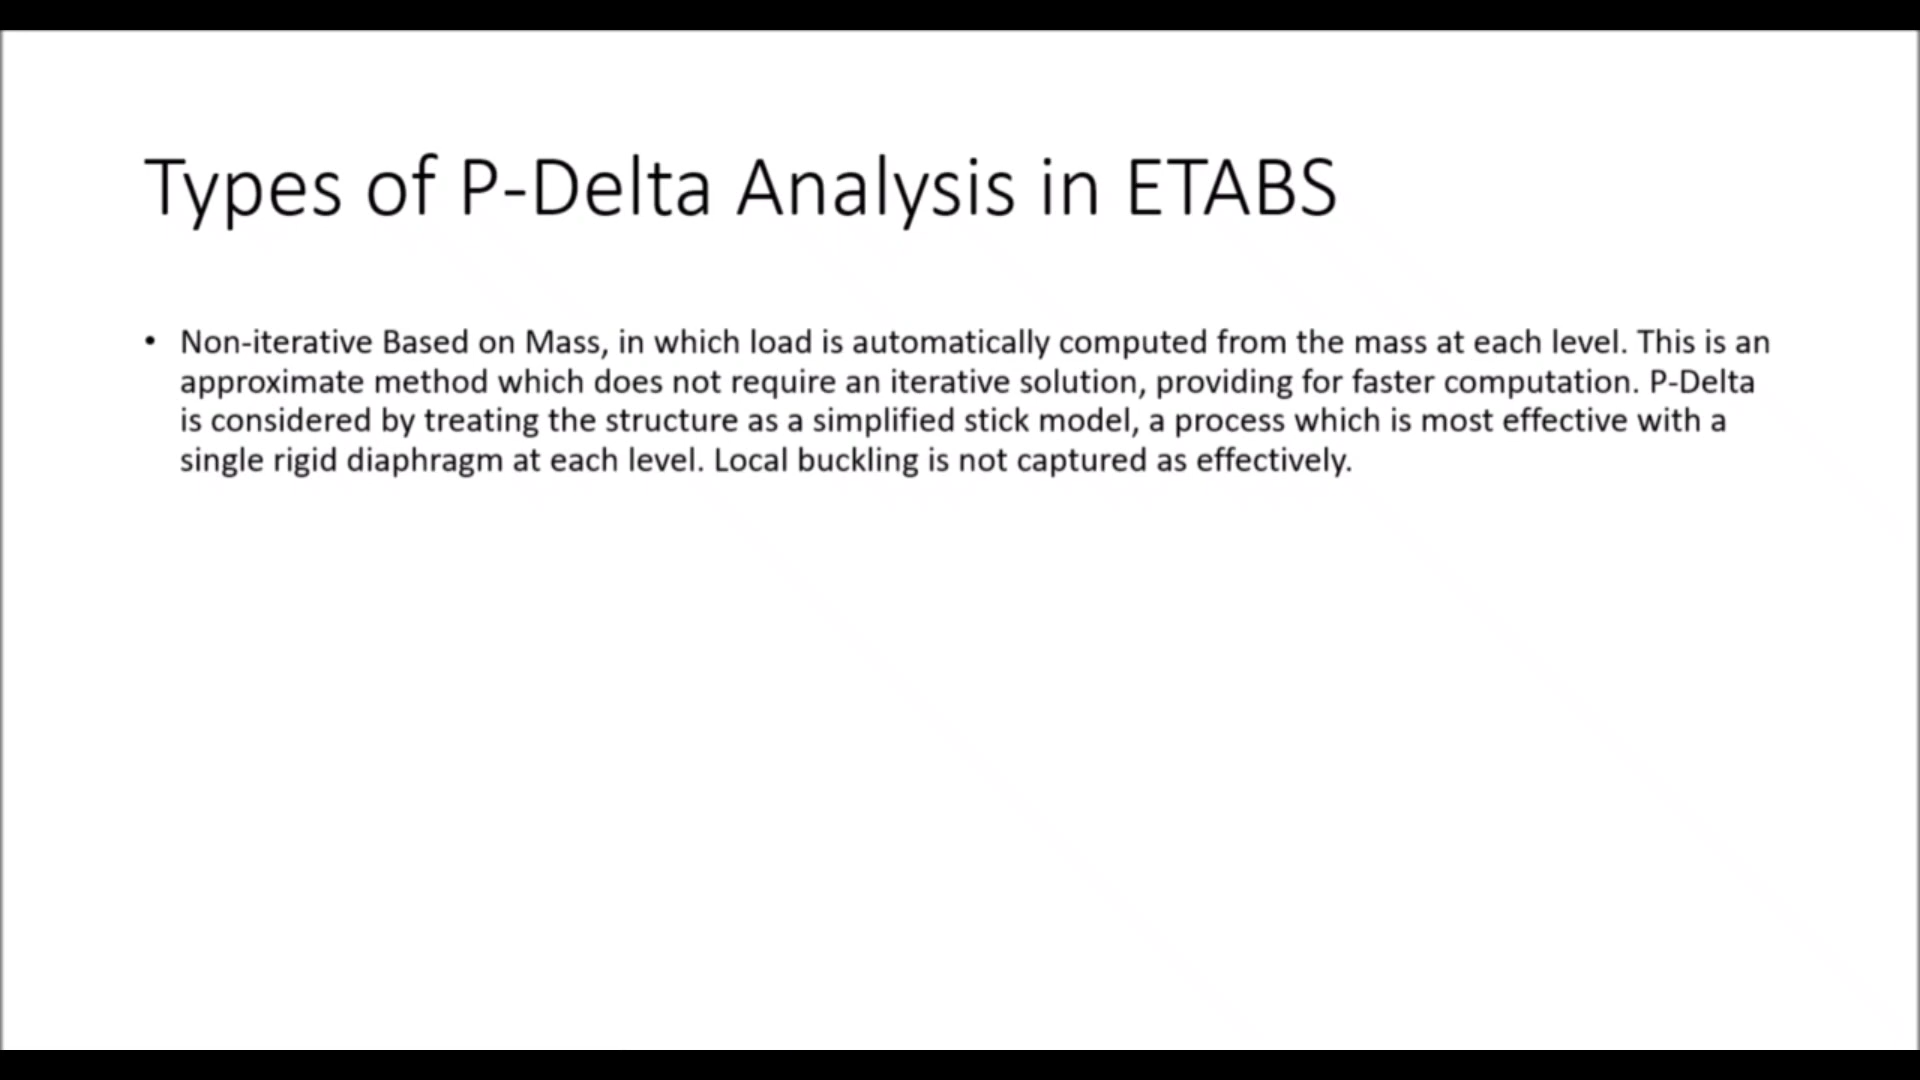 Types of P-Delta Analysis in ETABS
• Non-iterative Based on Mass, in which load is automatically computed from the mass at each level. This is an
approximate method which does not require an iterative solution, providing for faster computation. P-Delta
is considered by treating the structure as a simplified stick model, a process which is most effective with a
single rigid diaphragm at each level. Local buckling is not captured as effectively.